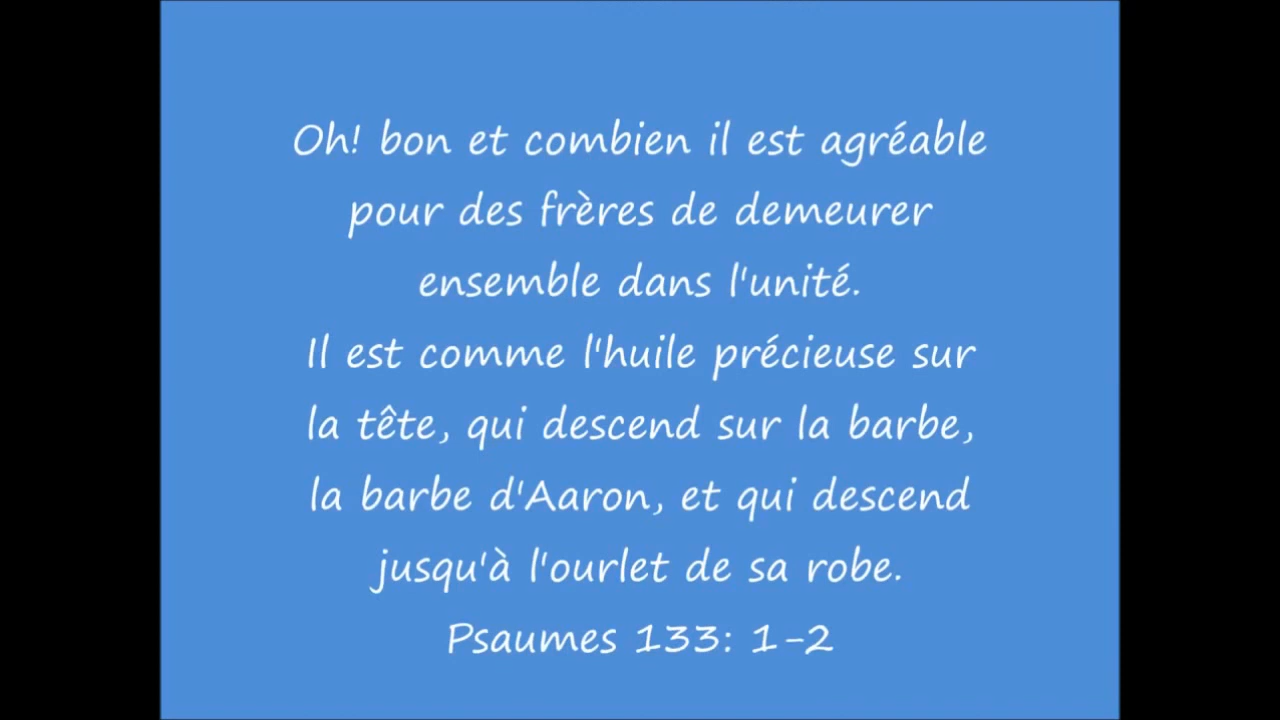 Oh! bon et combien il est agréable
pour des frères de demeurer
ensemble dans l'unité.
Il est comme l'huile précieuse sur
la tête, qui descend sur la barbe,
la barbe d'Aaron, et qui descend
jusqu'à l'ourlet de sa robe.
Psaumes 133: 1-2